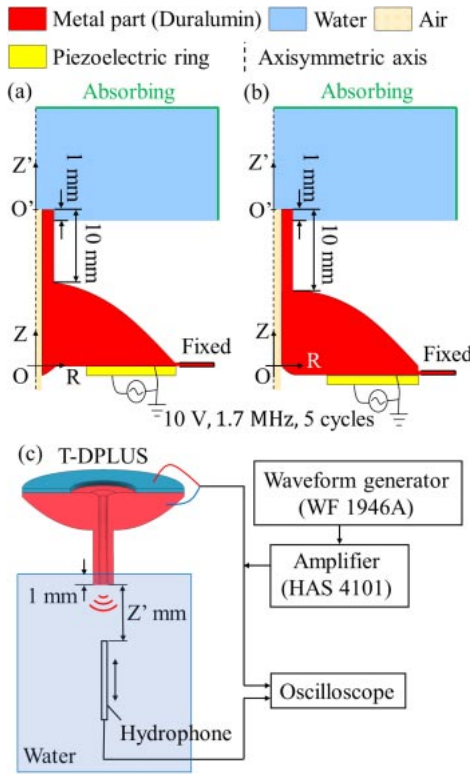 Metal part (Duralumin) Water Air
Piezoelectric ring Axisymmetric axis
(a) Absorbing (b) Absorbing
Z' 1 mm Z' 1 mm
O' O'
10 mm 10 mm
Z Fixed Z Fixed
O R O R
10 V, 1.7 MHz, 5 cycles
(c) T-DPLUS
Waveform generator
(WF 1946A)
Amplifier
(HAS 4101)
1 mm Z' mm
Oscilloscope
Hydrophone
Water